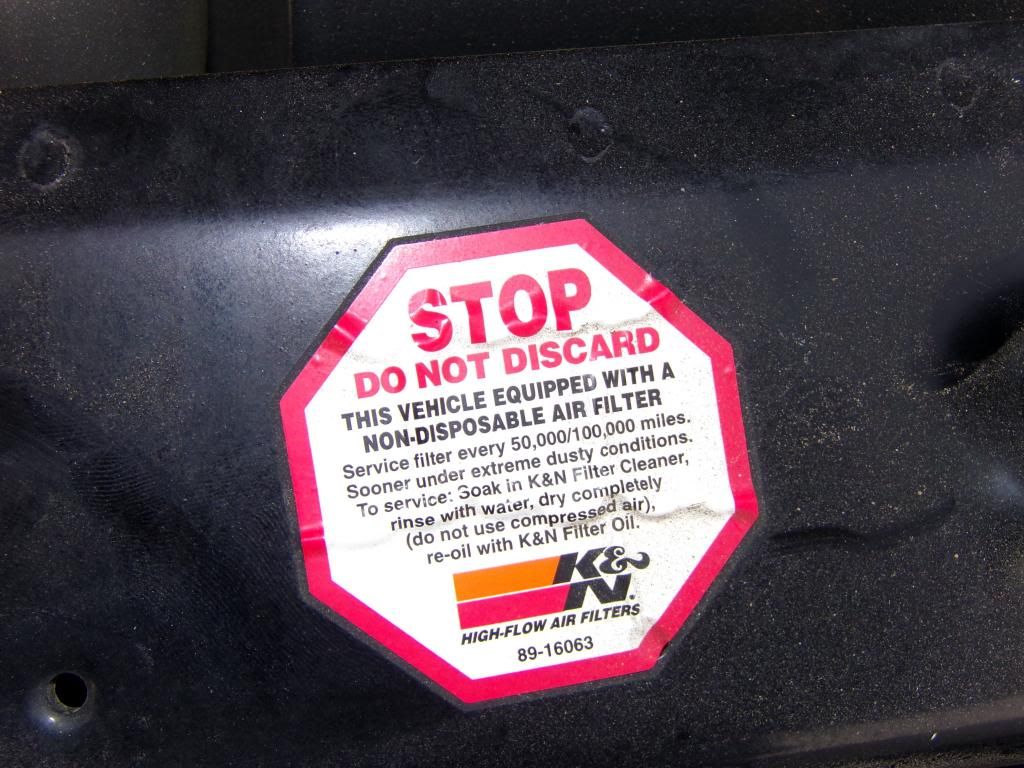 STOP
DO NOT DISCARD
THIS VEHICLE EQUIPPED WITH A
NON-DISPOSABLE AIR FILTER
Service filter every 50,000/100,000 miles.
Sooner under extreme dusty conditions.
To service: Soak in K&N Filter Cleaner,
rinse with water, dry completely
(do not use compressed air),
re-oil with K&N Filter Oil.
K&N.
HIGH-FLOW AIR FILTERS
89-16063